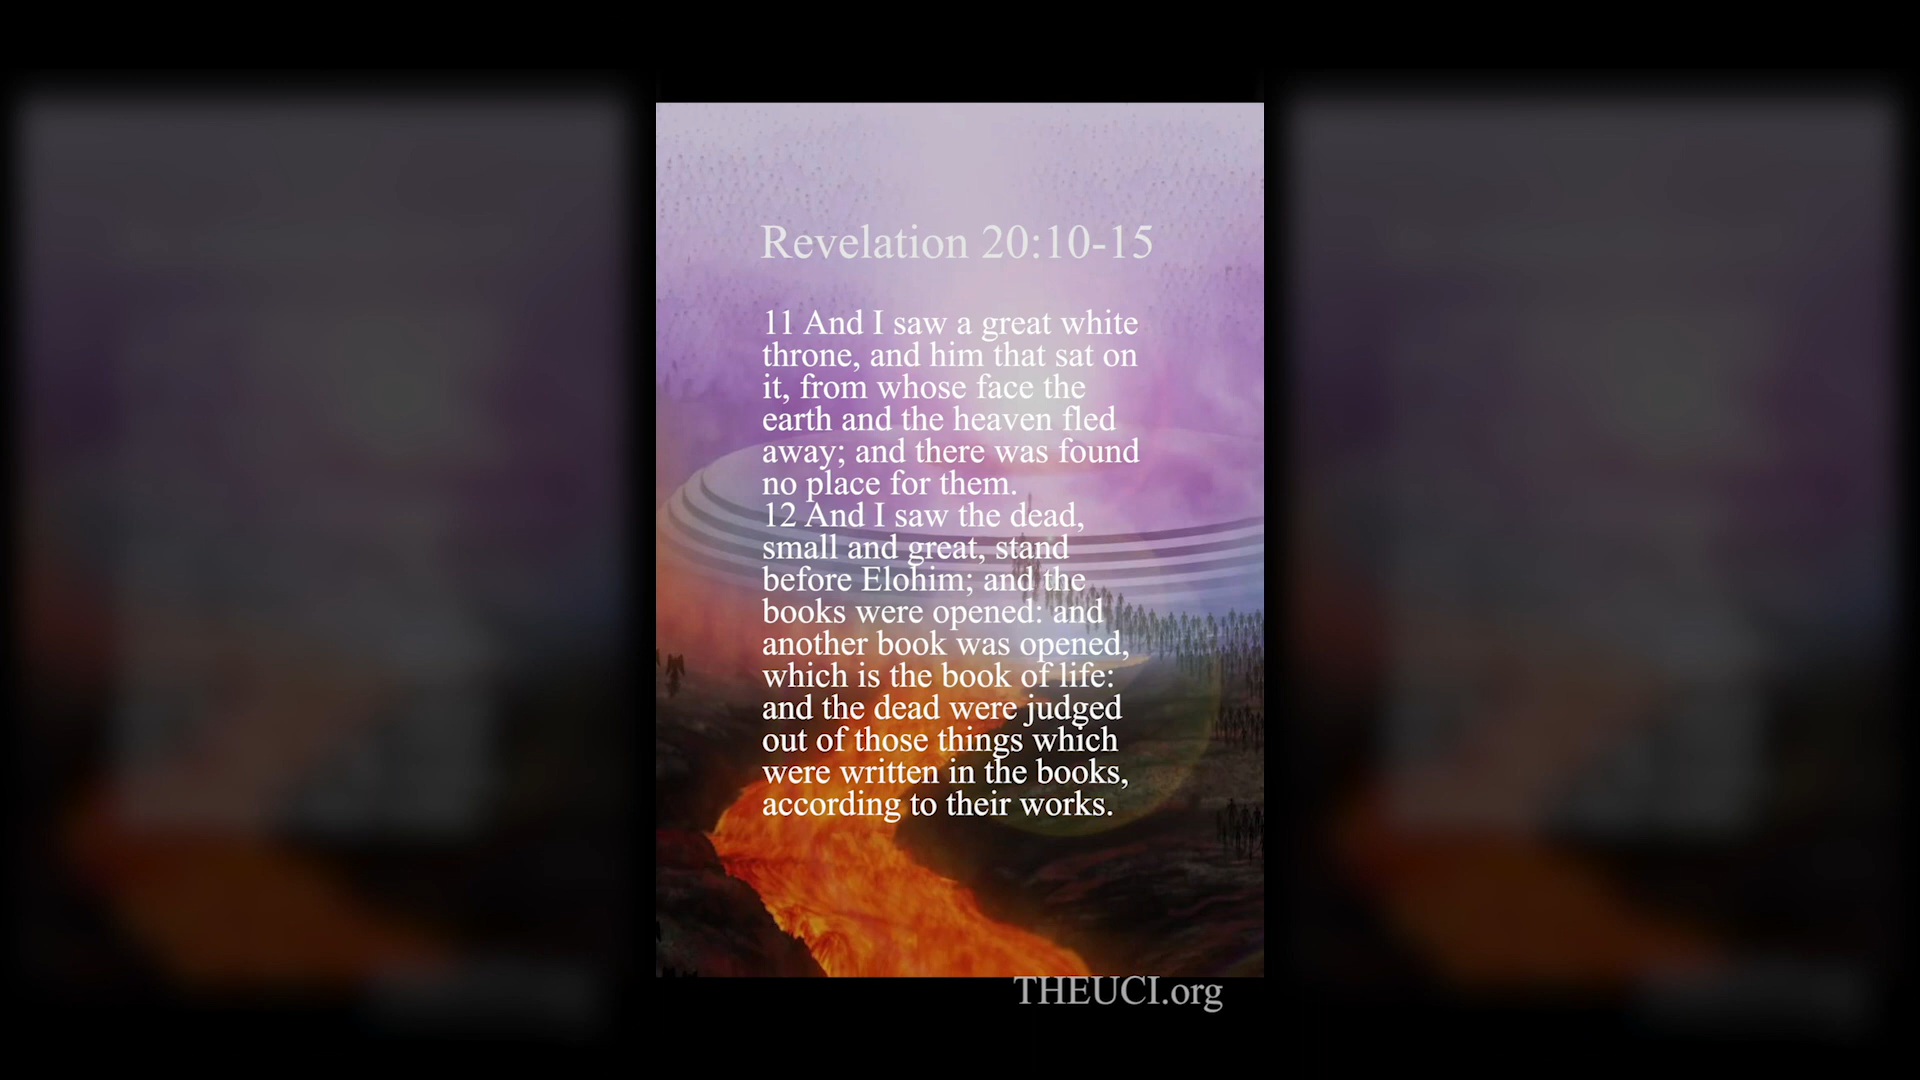 Revelation 20:10-15
11 And I saw a great white
throne, and him that sat on
it, from whose face the
earth and the heaven fled
away; and there was found
no place for them.
12 And I saw the dead,
small and great, stand
before Elohim; and the
books were opened: and
another book was opened,
which is the book of life:
and the dead were judged
out of those things which
were written in the books,
according to their works.
THEUCI.org